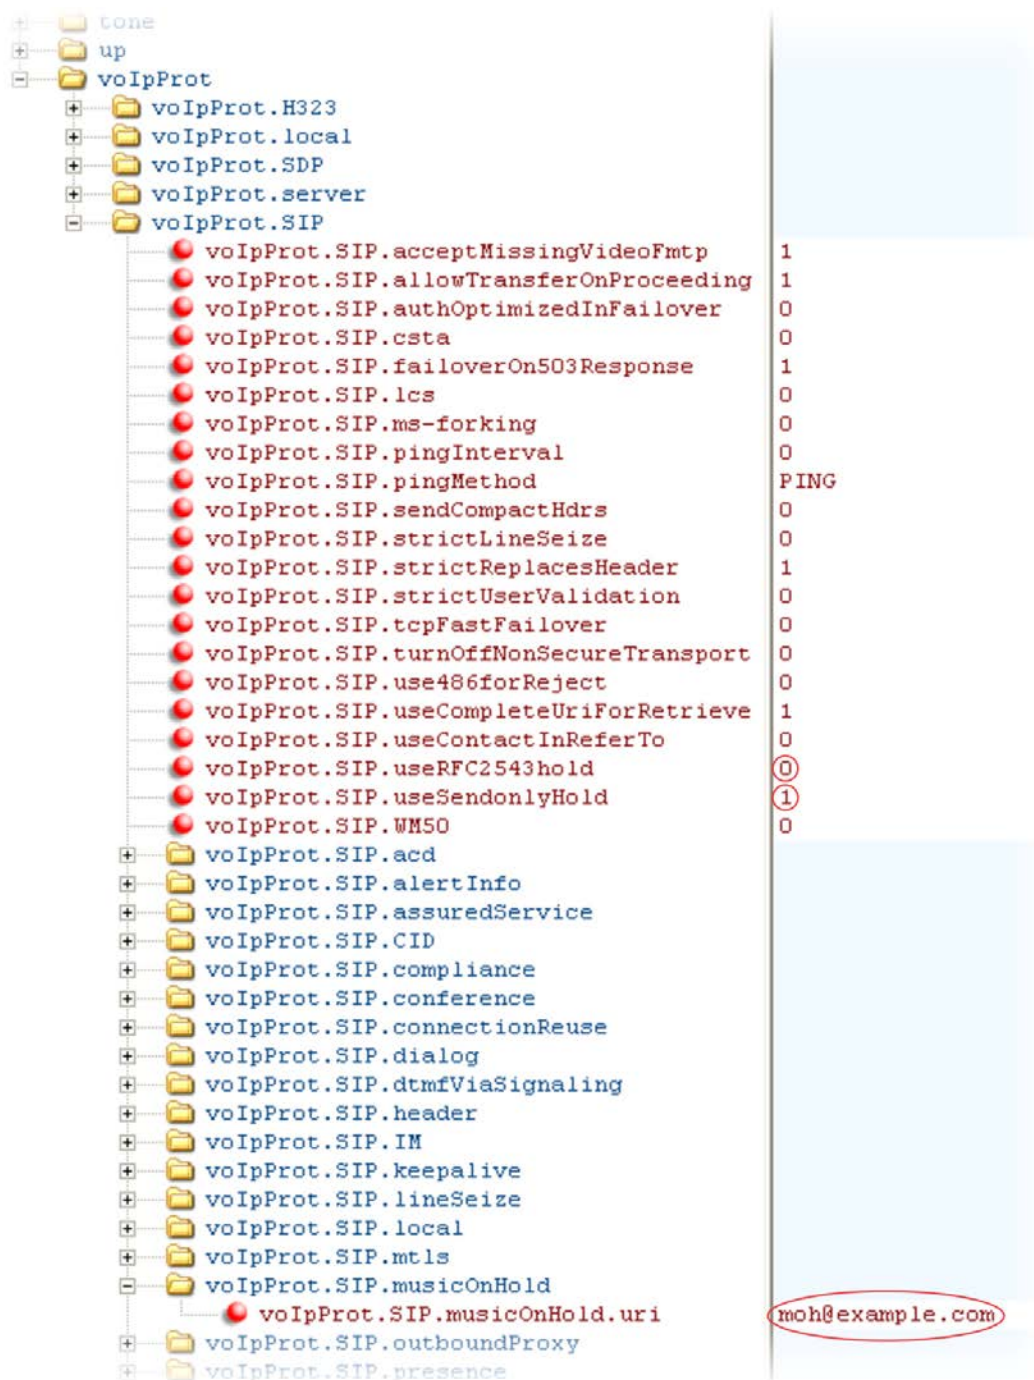 tone
up
voIpProt
voIpProt.H323
voIpProt.local
voIpProt.SDP
voIpProt.server
voIpProt.SIP
voIpProt.SIP.acceptMissingVideoFmtp 1
voIpProt.SIP.allowTransferOnProceeding 1
voIpProt.SIP.authOptimizedInFailover 0
voIpProt.SIP.csta 0
voIpProt.SIP.failoverOn503Response 1
voIpProt.SIP.lcs 0
voIpProt.SIP.ms-forking 0
voIpProt.SIP.pingInterval 0
voIpProt.SIP.pingMethod PING
voIpProt.SIP.sendCompactHdrs 0
voIpProt.SIP.strictLineSeize 0
voIpProt.SIP.strictReplacesHeader 1
voIpProt.SIP.strictUserValidation 0
voIpProt.SIP.tcpFastFailover 0
voIpProt.SIP.turnOffNonSecureTransport 0
voIpProt.SIP.use486forReject 0
voIpProt.SIP.useCompleteUriForRetrieve 1
voIpProt.SIP.useContactInReferTo 0
voIpProt.SIP.useRFC2543hold 0
voIpProt.SIP.useSendonlyHold 1
voIpProt.SIP.WM50 0
voIpProt.SIP.acd
voIpProt.SIP.alertInfo
voIpProt.SIP.assuredService
voIpProt.SIP.CID
voIpProt.SIP.compliance
voIpProt.SIP.conference
voIpProt.SIP.connectionReuse
voIpProt.SIP.dialog
voIpProt.SIP.dtmfViaSignaling
voIpProt.SIP.header
voIpProt.SIP.IM
voIpProt.SIP.keepalive
voIpProt.SIP.lineSeize
voIpProt.SIP.local
voIpProt.SIP.mtls
voIpProt.SIP.musicOnHold
voIpProt.SIP.musicOnHold.uri moh@example.com
voIpProt.SIP.outboundProxy
voIpProt.SIP.presence